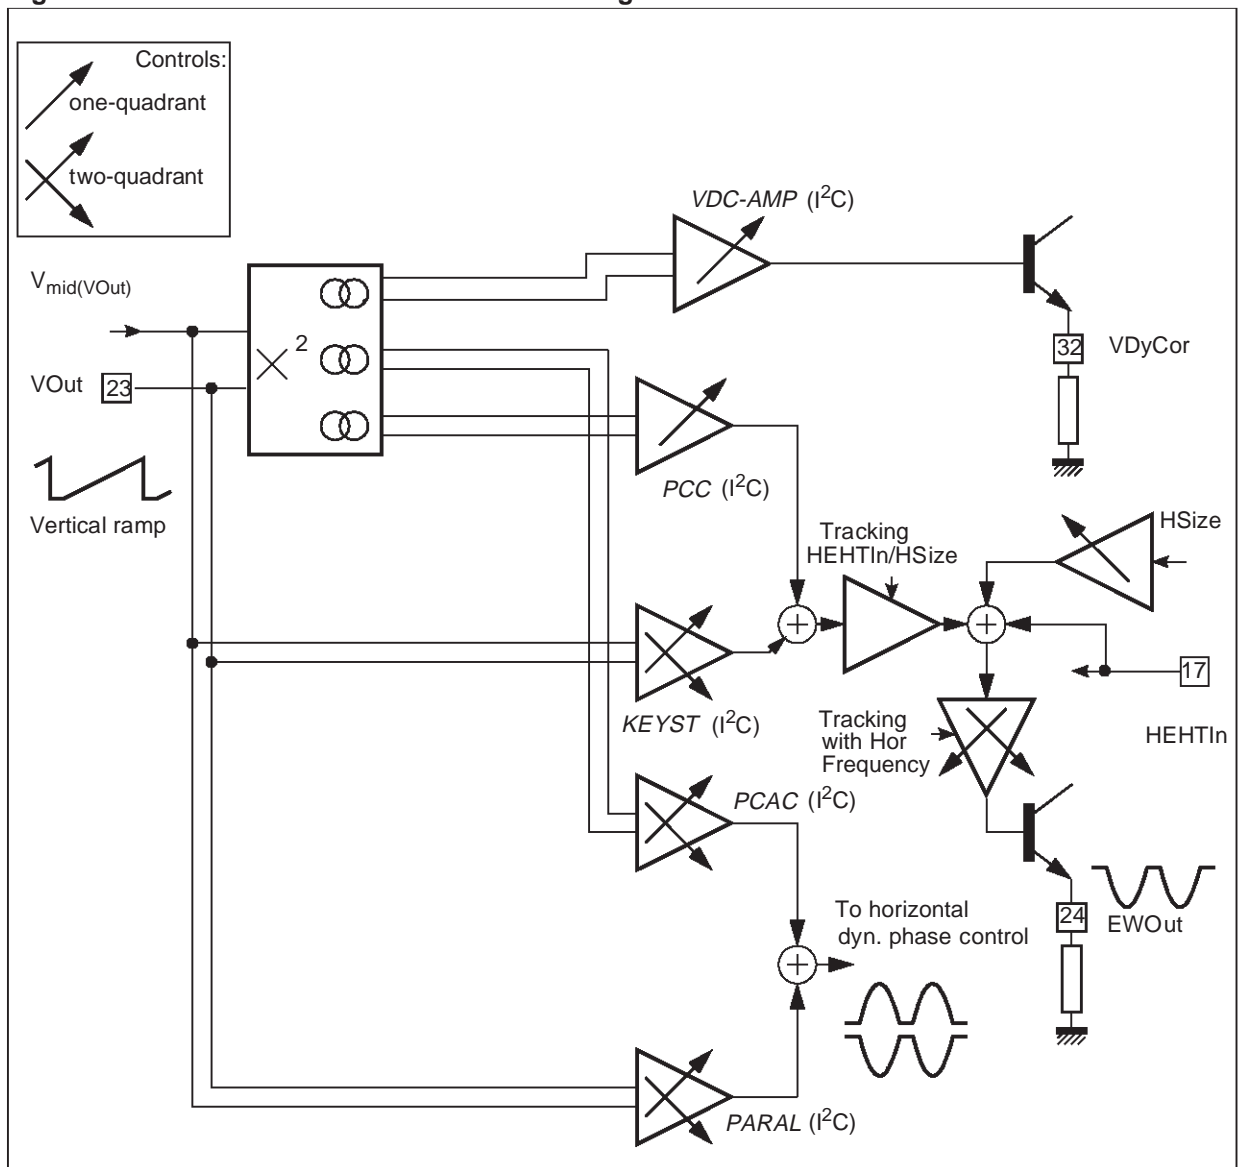 Controls:
one-quadrant
two-quadrant
VDC-AMP (I²C)
Vmid(VOut)
2
32
VDyCor
VOut
23
PCC (I²C)
Vertical ramp
HSize
Tracking
HEHTIn/HSize
17
KEYST (I²C)
Tracking
with Hor
Frequency
HEHTIn
PCAC (I²C)
To horizontal
dyn. phase control
24
EWOut
PARAL (I²C)